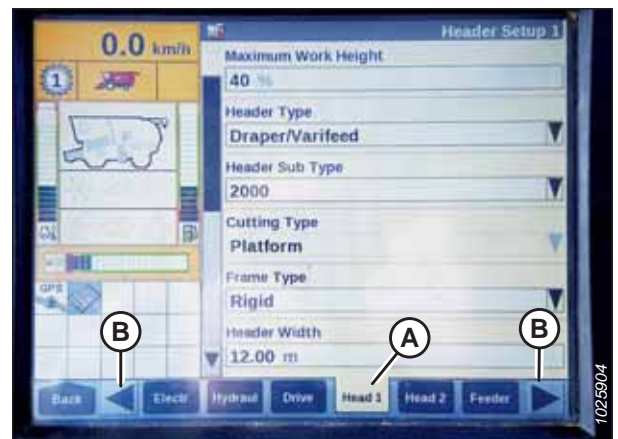 0.0 km/h
Header Setup 1
1
Maximum Work Height
40 %
Header Type
Draper/Varifeed
Header Sub Type
2000
Cutting Type
Platform
Frame Type
Rigid
GPS
Header Width
12.00 m
B
A
B
Back
Electr
Hydraul
Drive
Head 1
Head 2
Feeder
1025904